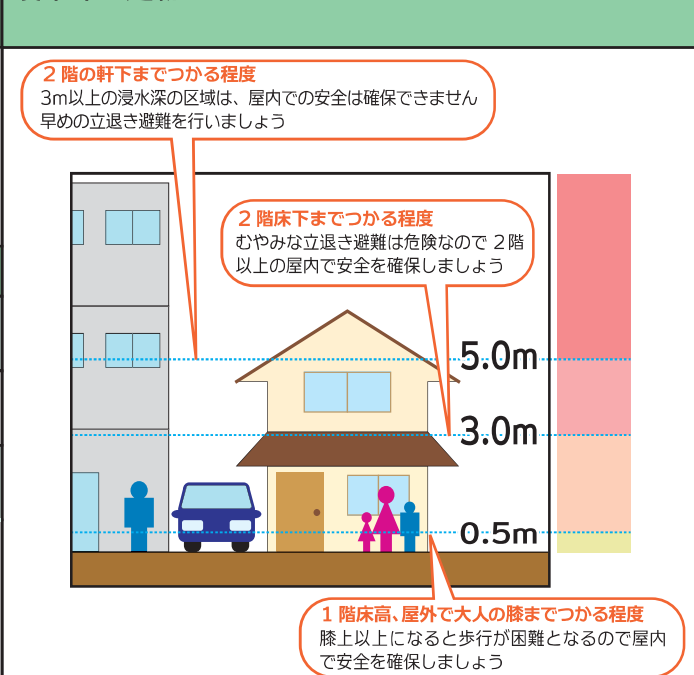 2階の軒下までつかる程度
3m以上の浸水深の区域は、屋内での安全は確保できません
早めの立退き避難を行いましょう
2階床下までつかる程度
むやみな立退き避難は危険なので2階
以上の屋内で安全を確保しましょう
5.0m
3.0m
0.5m
1階床高、屋外で大人の膝までつかる程度
膝上以上になると歩行が困難となるので屋内
で安全を確保しましょう